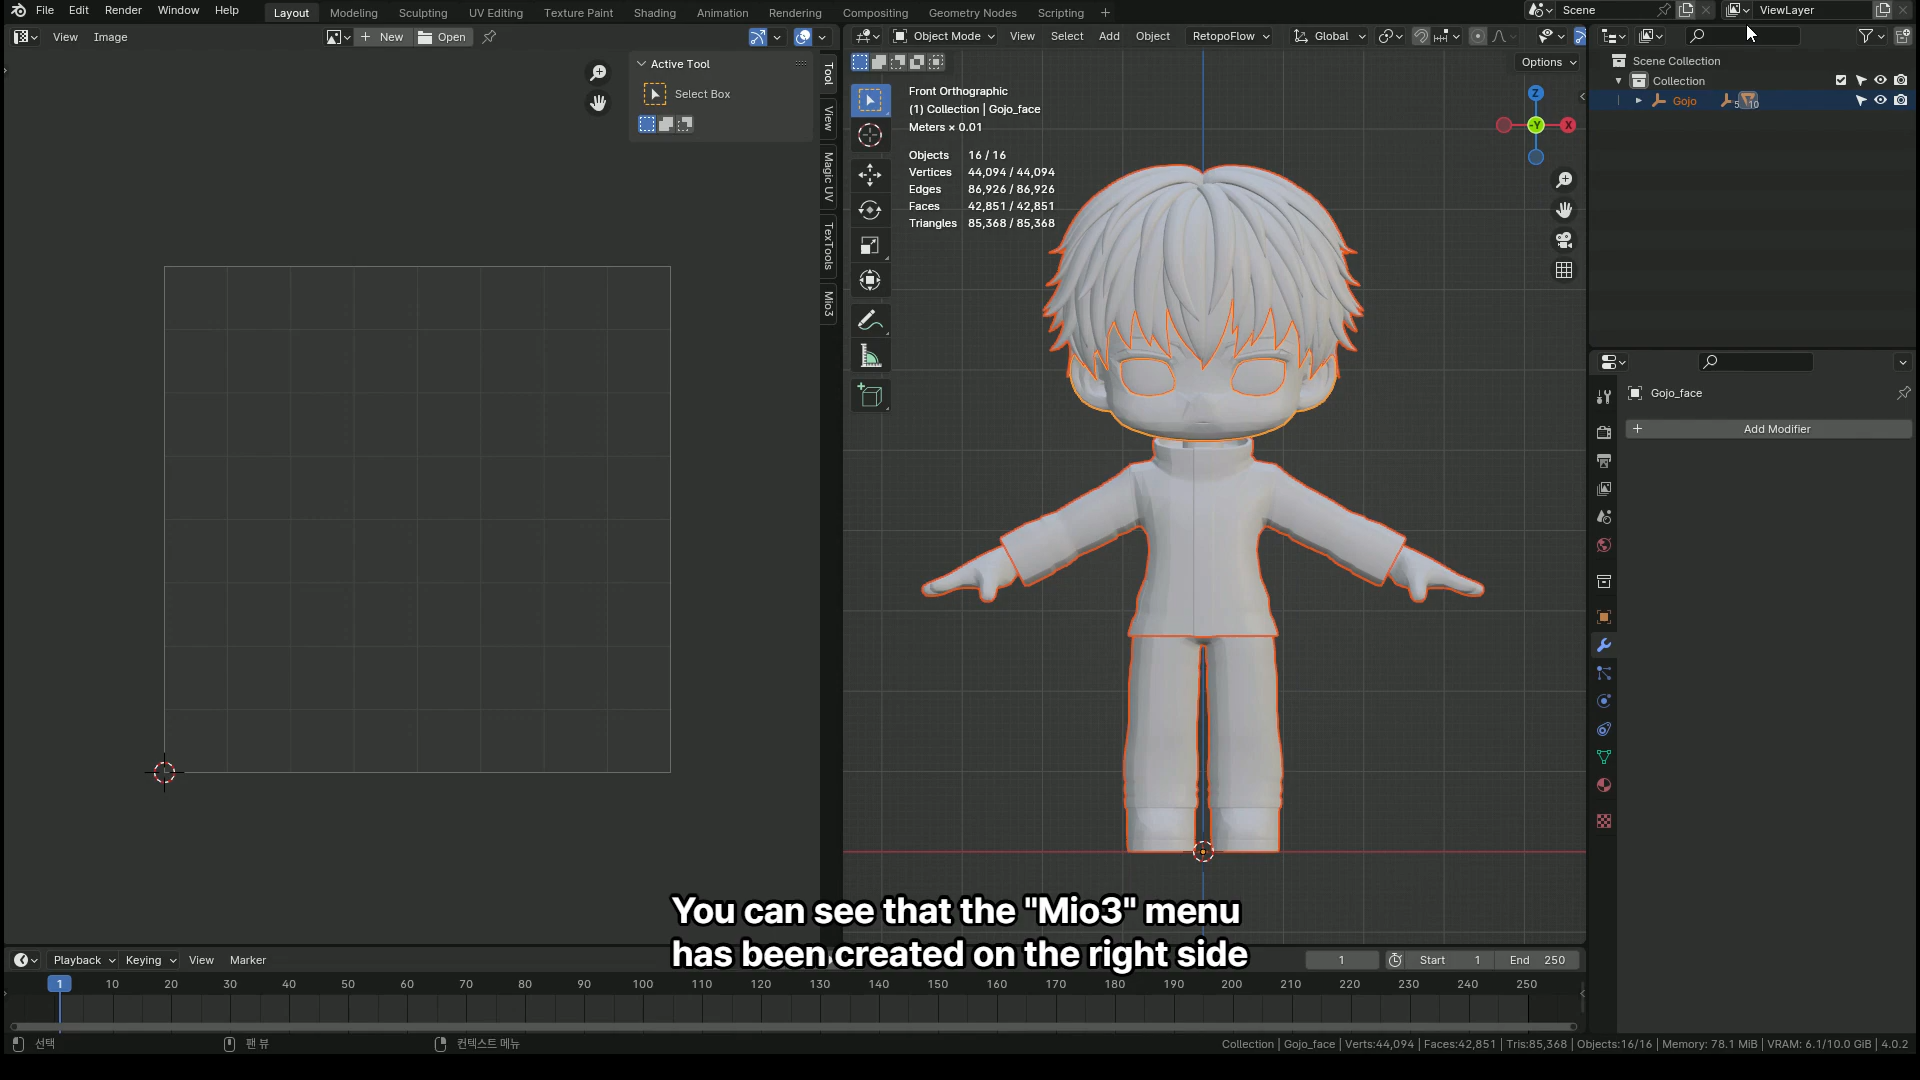 File Edit Render Window Help Layout Modeling Sculpting UV Editing Texture Paint Shading Animation Rendering Compositing Geometry Nodes Scripting + Scene ViewLayer
View Image New Open Object Mode View Select Add Object RetopoFlow Global
Active Tool
Select Box
Tool
View
Magic UV
TexTools
Mio3
Options
Front Orthographic
(1) Collection | Gojo_face
Meters × 0.01
Objects 16 / 16
Vertices 44,094 / 44,094
Edges 86,926 / 86,926
Faces 42,851 / 42,851
Triangles 85,368 / 85,368
Z
-Y
X
Scene Collection
Collection
Gojo 5 10
Gojo_face
Add Modifier
You can see that the "Mio3" menu
has been created on the right side
Playback Keying View Marker 1 Start 1 End 250
1 10 20 30 40 50 60 70 80 90 100 110 120 130 140 150 160 170 180 190 200 210 220 230 240 250
선택 팬 뷰 컨텍스트 메뉴 Collection | Gojo_face | Verts:44,094 | Faces:42,851 | Tris:85,368 | Objects:16/16 | Memory: 78.1 MiB | VRAM: 6.1/10.0 GiB | 4.0.2